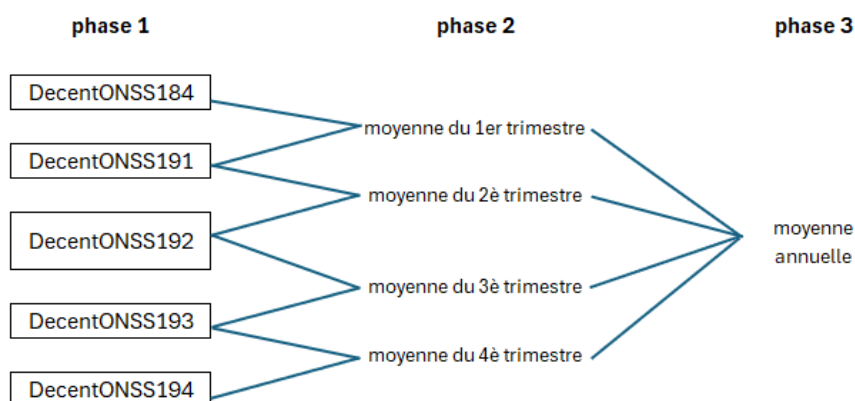 phase 1
phase 2
phase 3
DecentONSS184
moyenne du 1er trimestre
DecentONSS191
moyenne du 2è trimestre
DecentONSS192
moyenne
annuelle
moyenne du 3è trimestre
DecentONSS193
moyenne du 4è trimestre
DecentONSS194